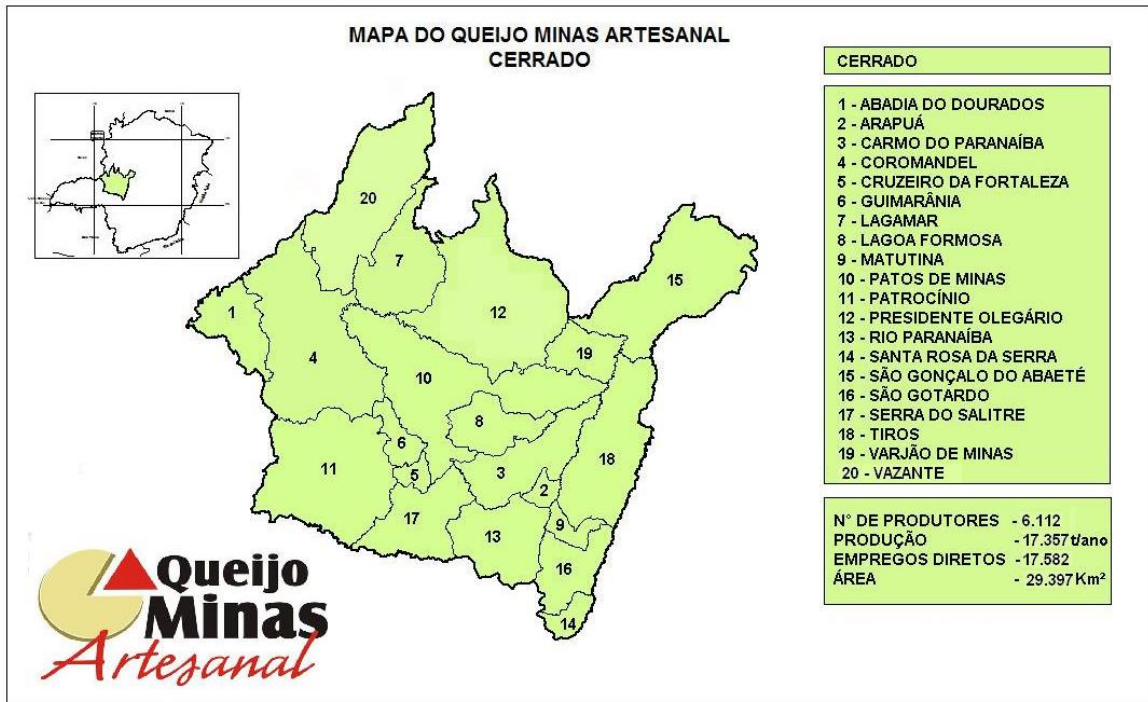 MAPA DO QUEIJO MINAS ARTESANAL
CERRADO
CERRADO
1 - ABADIA DO DOURADOS
2 - ARAPUÁ
3 - CARMO DO PARANAÍBA
4 - COROMANDEL
5 - CRUZEIRO DA FORTALEZA
6 - GUIMARÂNIA
7 - LAGAMAR
8 - LAGOA FORMOSA
9 - MATUTINA
10 - PATOS DE MINAS
11 - PATROCÍNIO
12 - PRESIDENTE OLEGÁRIO
13 - RIO PARANAÍBA
14 - SANTA ROSA DA SERRA
15 - SÃO GONÇALO DO ABAETÉ
16 - SÃO GOTARDO
17 - SERRA DO SALITRE
18 - TIROS
19 - VARJÃO DE MINAS
20 - VAZANTE
N° DE PRODUTORES - 6.112
PRODUÇÃO - 17.357 t/ano
EMPREGOS DIRETOS - 17.582
ÁREA - 29.397 Km²
20
7
15
1
12
19
4
10
8
6
11
3
18
5
2
17
13
9
16
14
Queijo
Minas
Artesanal